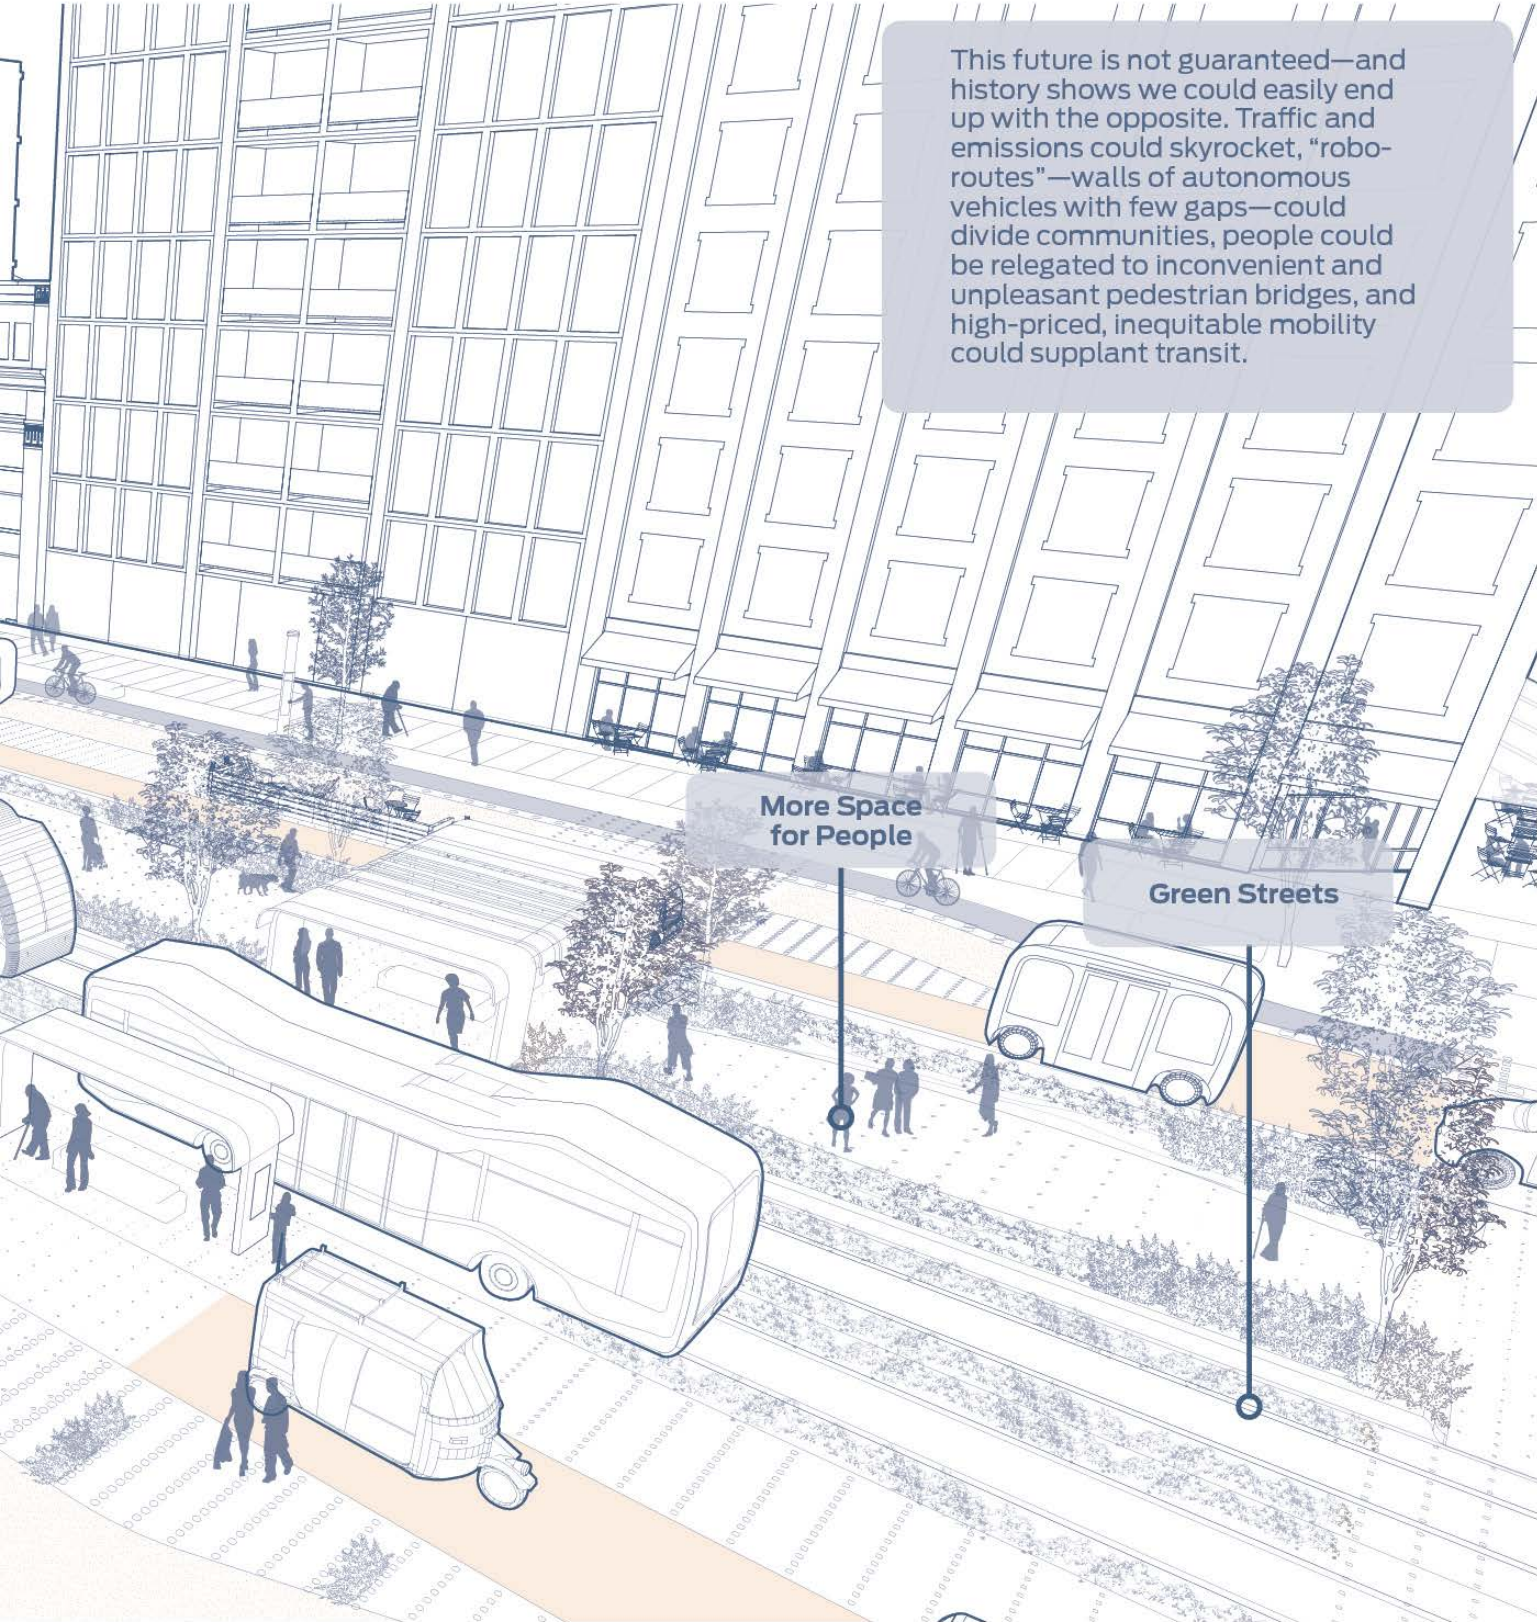 This future is not guaranteed—and
history shows we could easily end
up with the opposite. Traffic and
emissions could skyrocket, “robo-
routes”—walls of autonomous
vehicles with few gaps—could
divide communities, people could
be relegated to inconvenient and
unpleasant pedestrian bridges, and
high-priced, inequitable mobility
could supplant transit.
More Space
for People
Green Streets